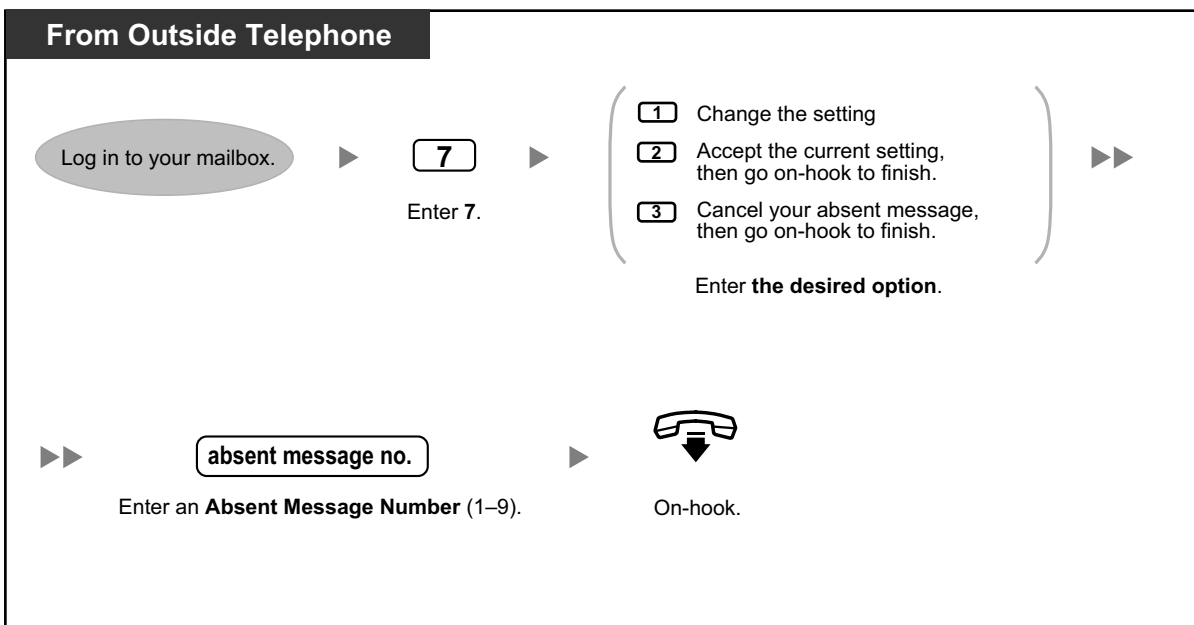 From Outside Telephone
Log in to your mailbox.
7
Enter 7.
1 Change the setting
2 Accept the current setting,
then go on-hook to finish.
3 Cancel your absent message,
then go on-hook to finish.
Enter the desired option.
absent message no.
Enter an Absent Message Number (1–9).
On-hook.